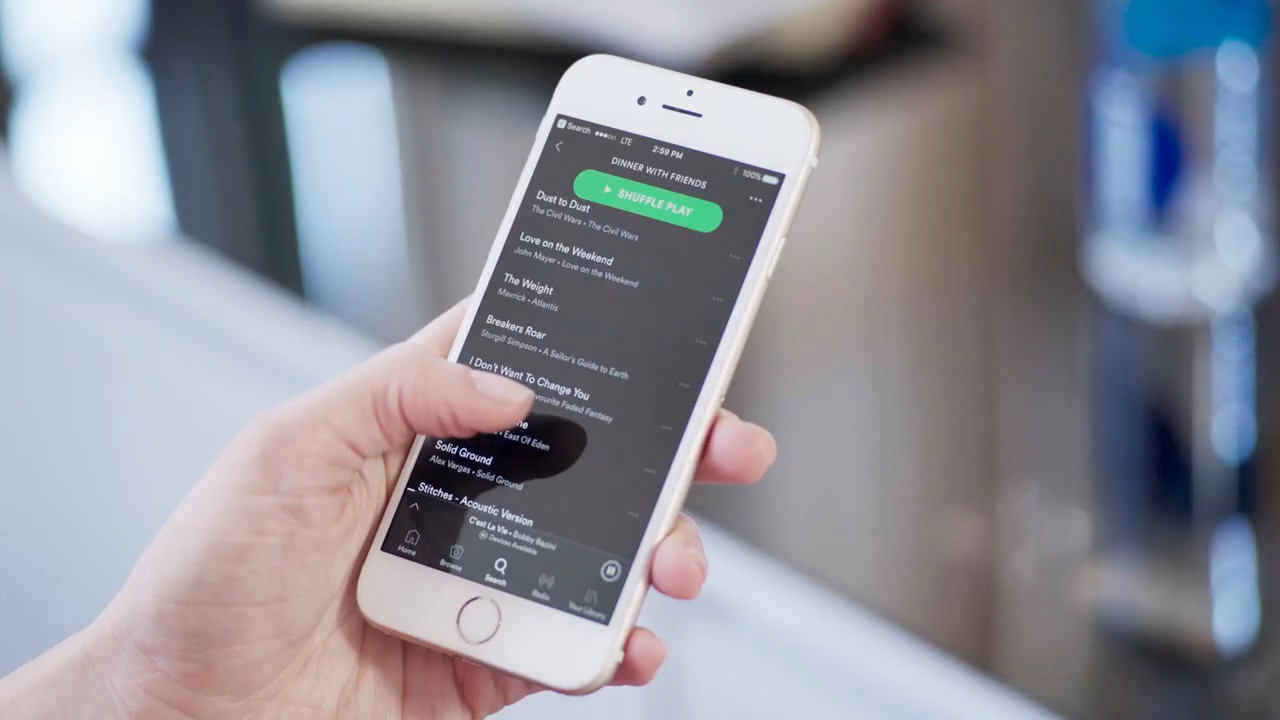 Search LTE 2:59 PM 100%
DINNER WITH FRIENDS
SHUFFLE PLAY
Dust to Dust
The Civil Wars • The Civil Wars
Love on the Weekend
John Mayer • Love on the Weekend
The Weight
Mavrick • Atlantis
Breakers Roar
Sturgill Simpson • A Sailor's Guide to Earth
I Don't Want To Change You
Favourite Faded Fantasy
• East Of Eden
Solid Ground
Alex Vargas • Solid Ground
Stitches - Acoustic Version
C'est La Vie • Bobby Bazini
Devices Available
Home Browse Search Radio Your Library